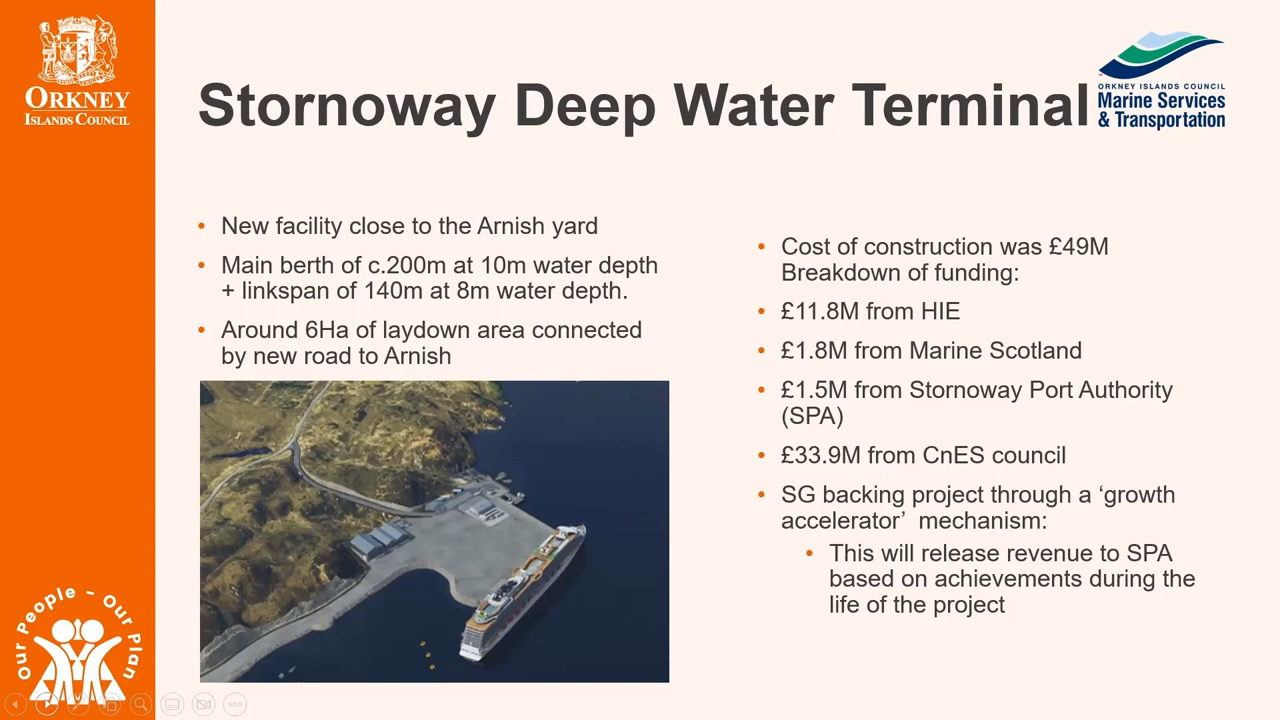 ORKNEY
ISLANDS COUNCIL
Stornoway Deep Water Terminal
ORKNEY ISLANDS COUNCIL
Marine Services
& Transportation
• New facility close to the Arnish yard
• Main berth of c.200m at 10m water depth
+ linkspan of 140m at 8m water depth.
• Around 6Ha of laydown area connected
by new road to Arnish
• Cost of construction was £49M
Breakdown of funding:
• £11.8M from HIE
• £1.8M from Marine Scotland
• £1.5M from Stornoway Port Authority
(SPA)
• £33.9M from CnES council
• SG backing project through a ‘growth
accelerator’  mechanism:
• This will release revenue to SPA
based on achievements during the
life of the project
Our People - Our Plan